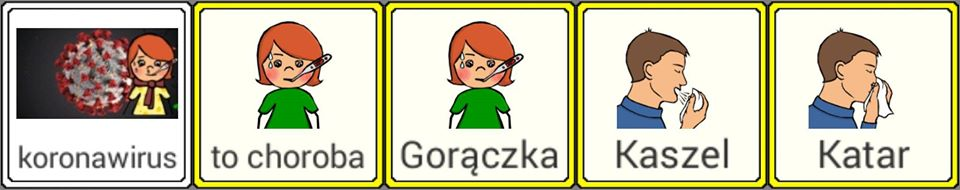 koronawirus
to choroba
Gorączka
Kaszel
Katar